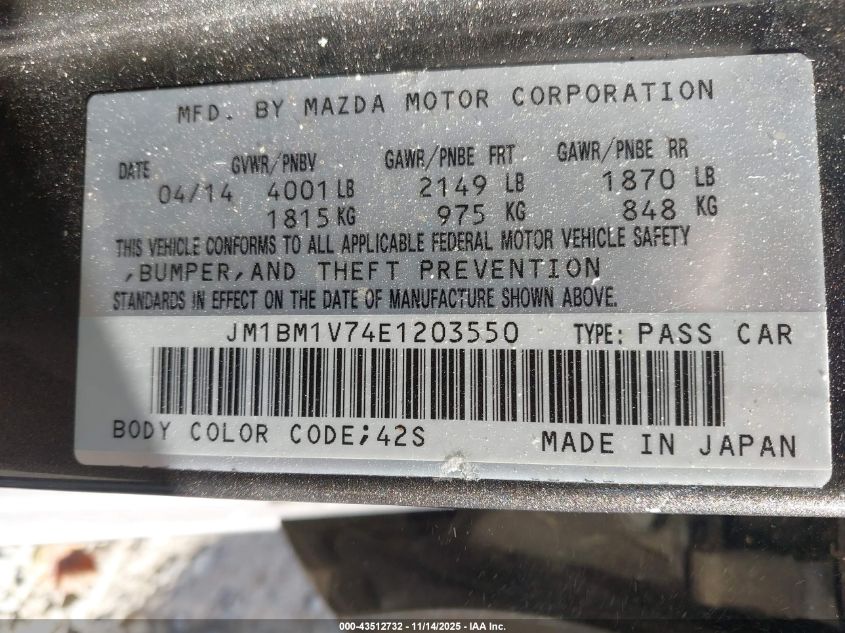 MFD. BY MAZDA MOTOR CORPORATION
DATE GVWR/PNBV GAWR/PNBE FRT GAWR/PNBE RR
04/14 4001 LB 2149 LB 1870 LB
1815 KG 975 KG 848 KG
THIS VEHICLE CONFORMS TO ALL APPLICABLE FEDERAL MOTOR VEHICLE SAFETY
,BUMPER,AND THEFT PREVENTION
STANDARDS IN EFFECT ON THE DATE OF MANUFACTURE SHOWN ABOVE.
JM1BM1V74E1203550 TYPE: PASS CAR
BODY COLOR CODE;42S MADE IN JAPAN
000-43512732 - 11/14/2025 - IAA Inc.